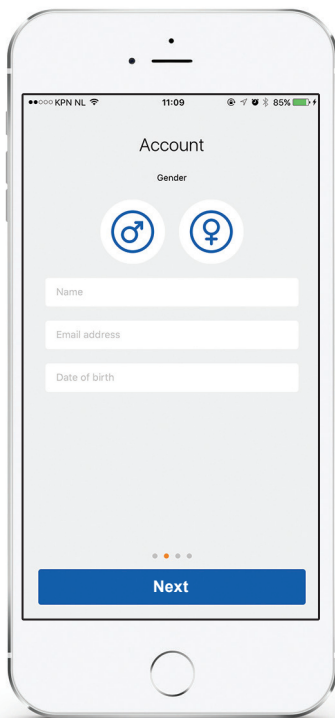 KPN NL 11:09 85%
Account
Gender
Name
Email address
Date of birth
Next